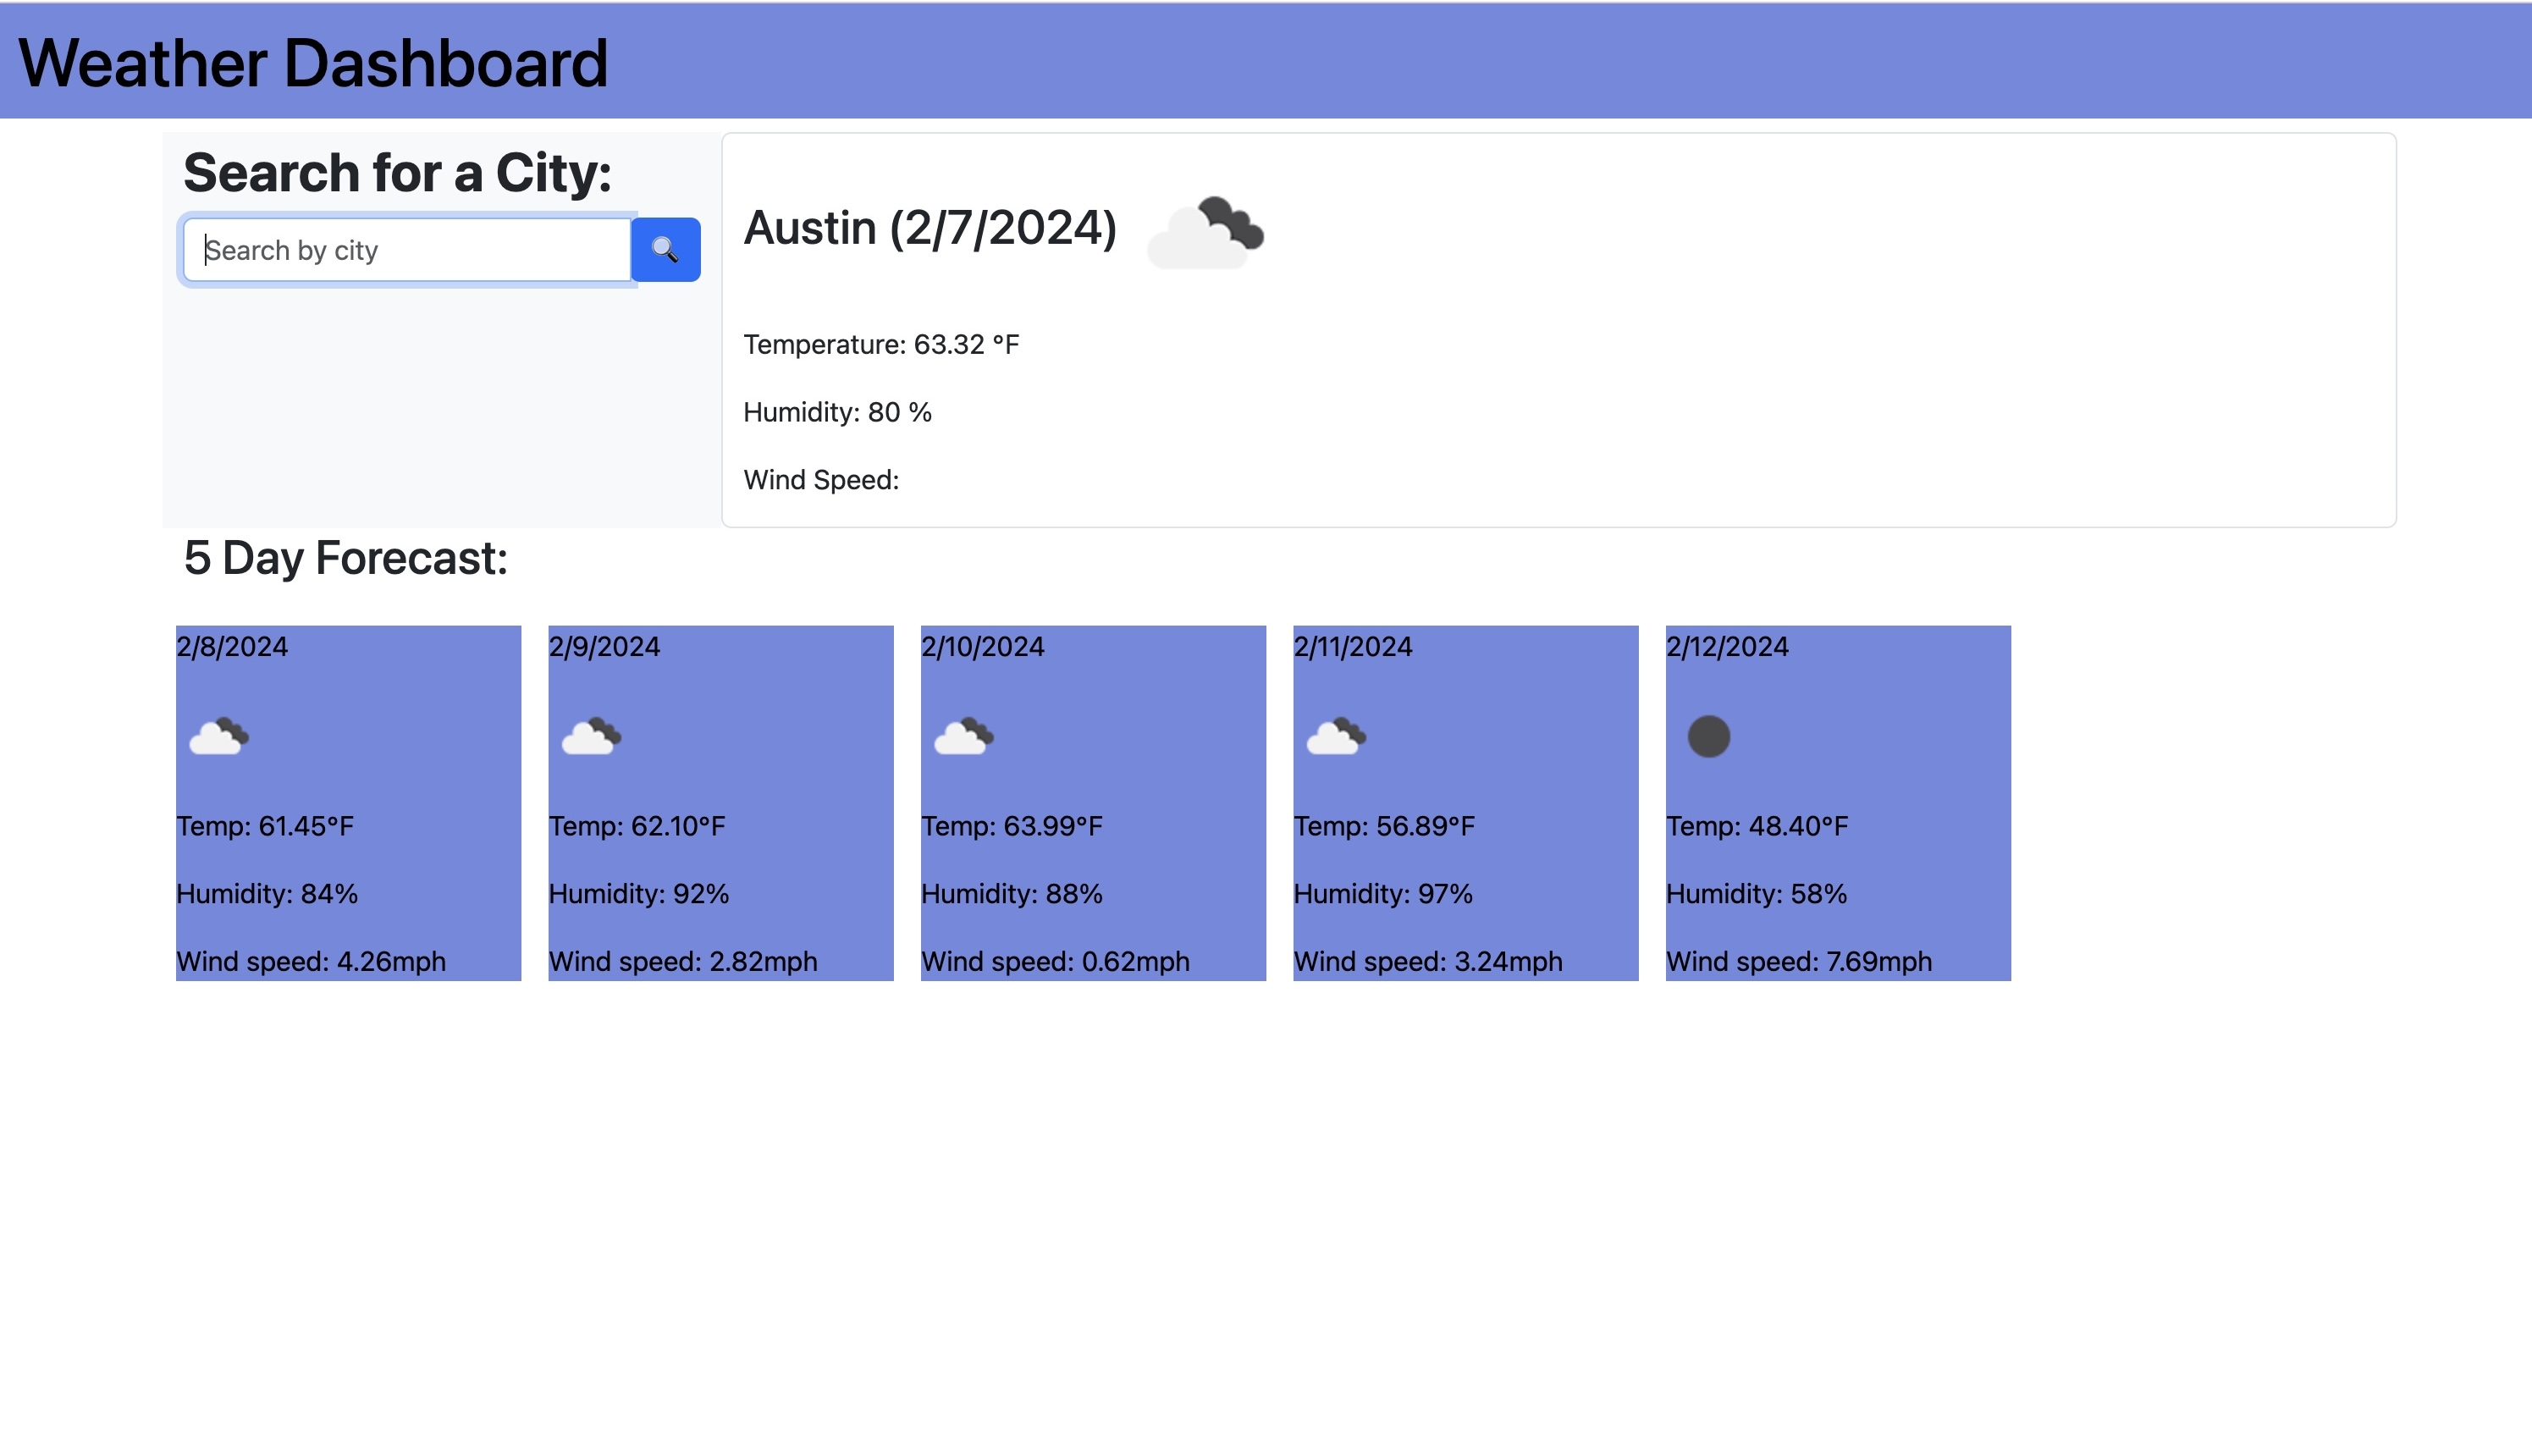 Weather Dashboard
Search for a City:
Search by city
Austin (2/7/2024)
Temperature: 63.32 °F
Humidity: 80 %
Wind Speed:
5 Day Forecast:
2/8/2024
Temp: 61.45°F
Humidity: 84%
Wind speed: 4.26mph
2/9/2024
Temp: 62.10°F
Humidity: 92%
Wind speed: 2.82mph
2/10/2024
Temp: 63.99°F
Humidity: 88%
Wind speed: 0.62mph
2/11/2024
Temp: 56.89°F
Humidity: 97%
Wind speed: 3.24mph
2/12/2024
Temp: 48.40°F
Humidity: 58%
Wind speed: 7.69mph